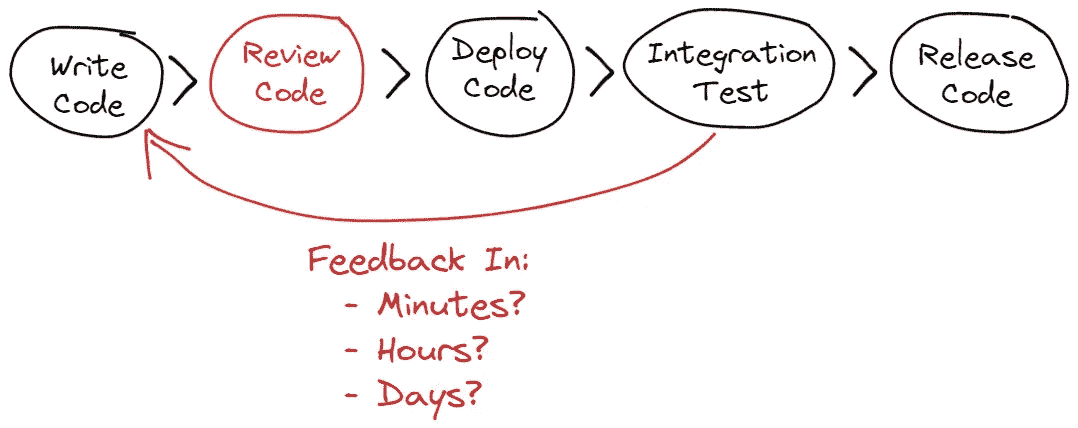 Write
Code
>
Review
Code
>
Deploy
Code
>
Integration
Test
>
Release
Code
Feedback In:
- Minutes?
- Hours?
- Days?